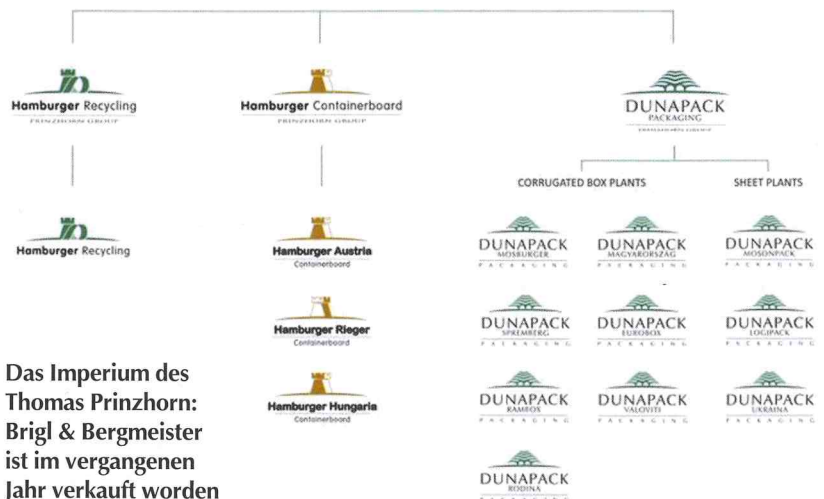 Hamburger Recycling
PRINZHORN GROUP
Hamburger Containerboard
PRINZHORN GROUP
DUNAPACK
PACKAGING
PRINZHORN GROUP
CORRUGATED BOX PLANTS
SHEET PLANTS
Hamburger Recycling
Hamburger Austria
Containerboard
DUNAPACK
MOSBURGER
PACKAGING
DUNAPACK
MAGYARORSZÁG
PACKAGING
DUNAPACK
MOSONPACK
PACKAGING
Hamburger Rieger
Containerboard
DUNAPACK
SPREMBERG
PACKAGING
DUNAPACK
EUROBOX
PACKAGING
DUNAPACK
LOGIPACK
PACKAGING
Hamburger Hungaria
Containerboard
DUNAPACK
RAMBOX
PACKAGING
DUNAPACK
VALOVITI
PACKAGING
DUNAPACK
UKRAINA
PACKAGING
DUNAPACK
RODINA
PACKAGING
Das Imperium des
Thomas Prinzhorn:
Brigl & Bergmeister
ist im vergangenen
Jahr verkauft worden